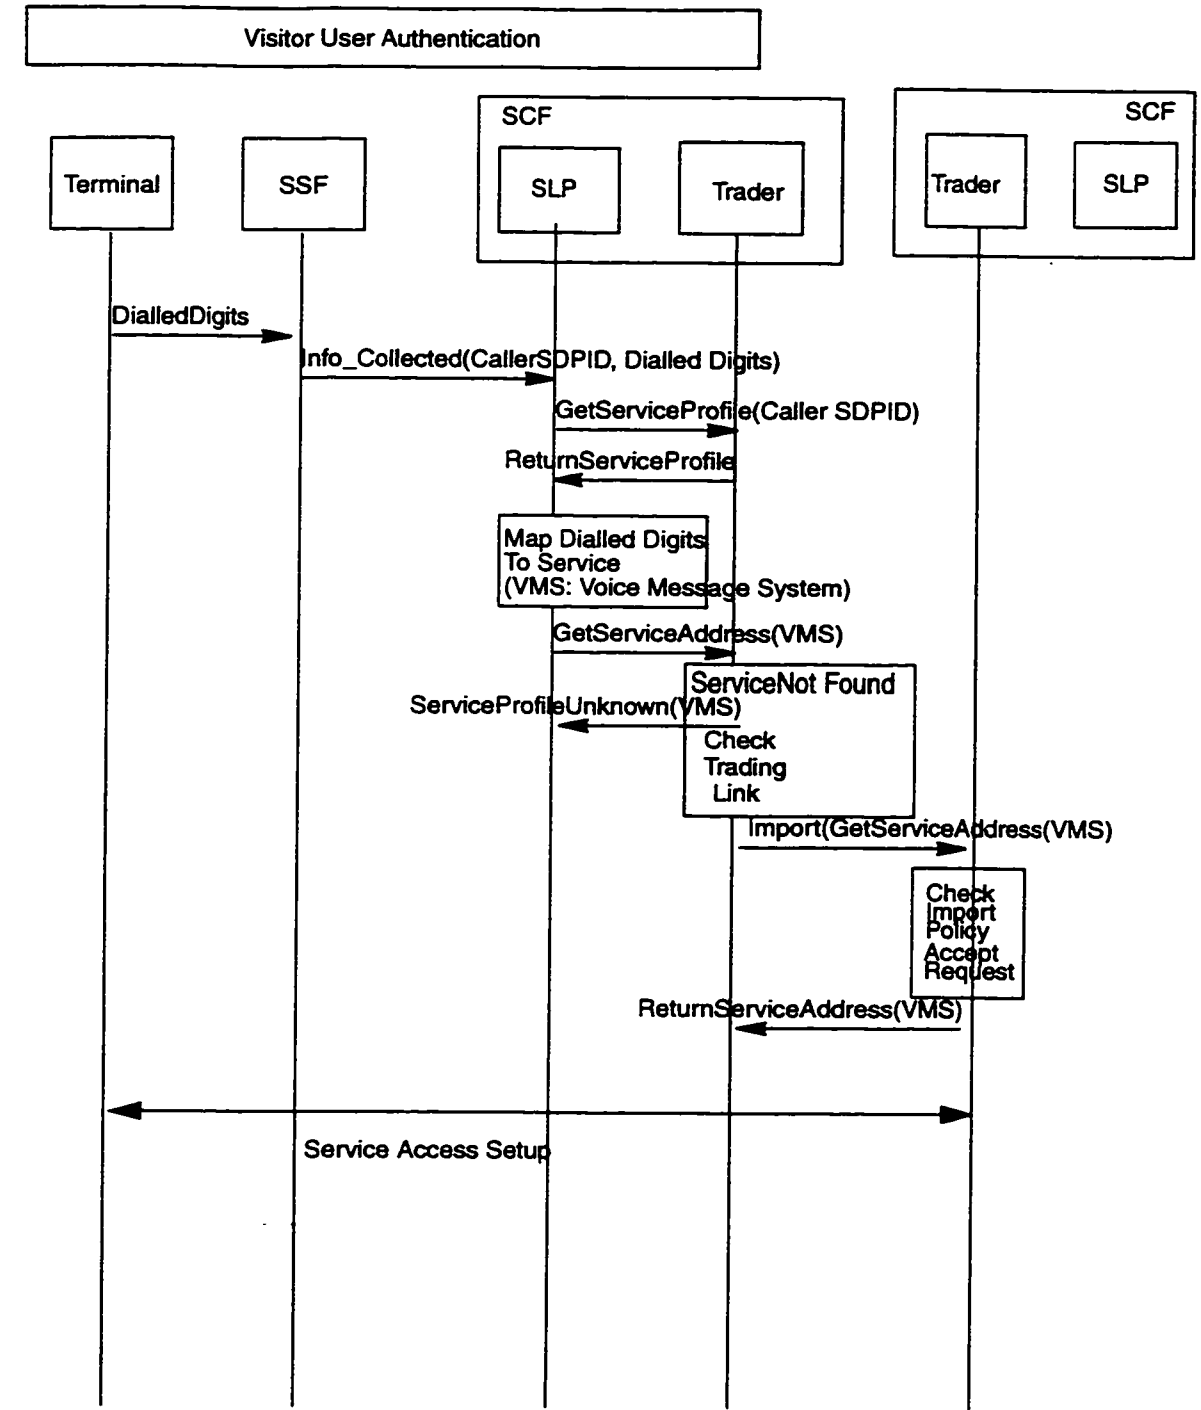 Visitor User Authentication
SCF
SCF
Terminal
SSF
SLP
Trader
Trader
SLP
DialledDigits
Info_Collected(CallerSDPID, Dialled Digits)
GetServiceProfile(Caller SDPID)
ReturnServiceProfile
Map Dialled Digits
To Service
(VMS: Voice Message System)
GetServiceAddress(VMS)
ServiceNot Found
ServiceProfileUnknown(VMS)
Check
Trading
Link
Import(GetServiceAddress(VMS)
Check
Import
Policy
Accept
Request
ReturnServiceAddress(VMS)
Service Access Setup